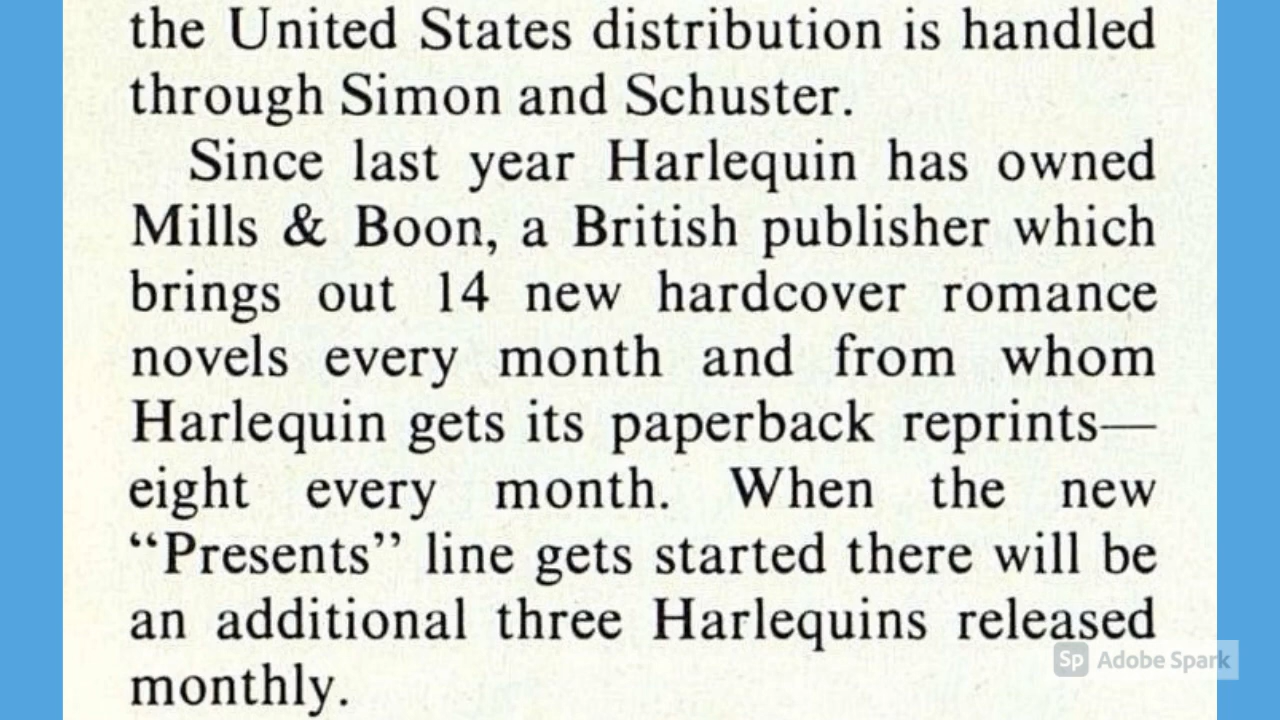 the United States distribution is handled
through Simon and Schuster.
Since last year Harlequin has owned
Mills & Boon, a British publisher which
brings out 14 new hardcover romance
novels every month and from whom
Harlequin gets its paperback reprints—
eight every month. When the new
“Presents” line gets started there will be
an additional three Harlequins released
monthly.
Sp Adobe Spark